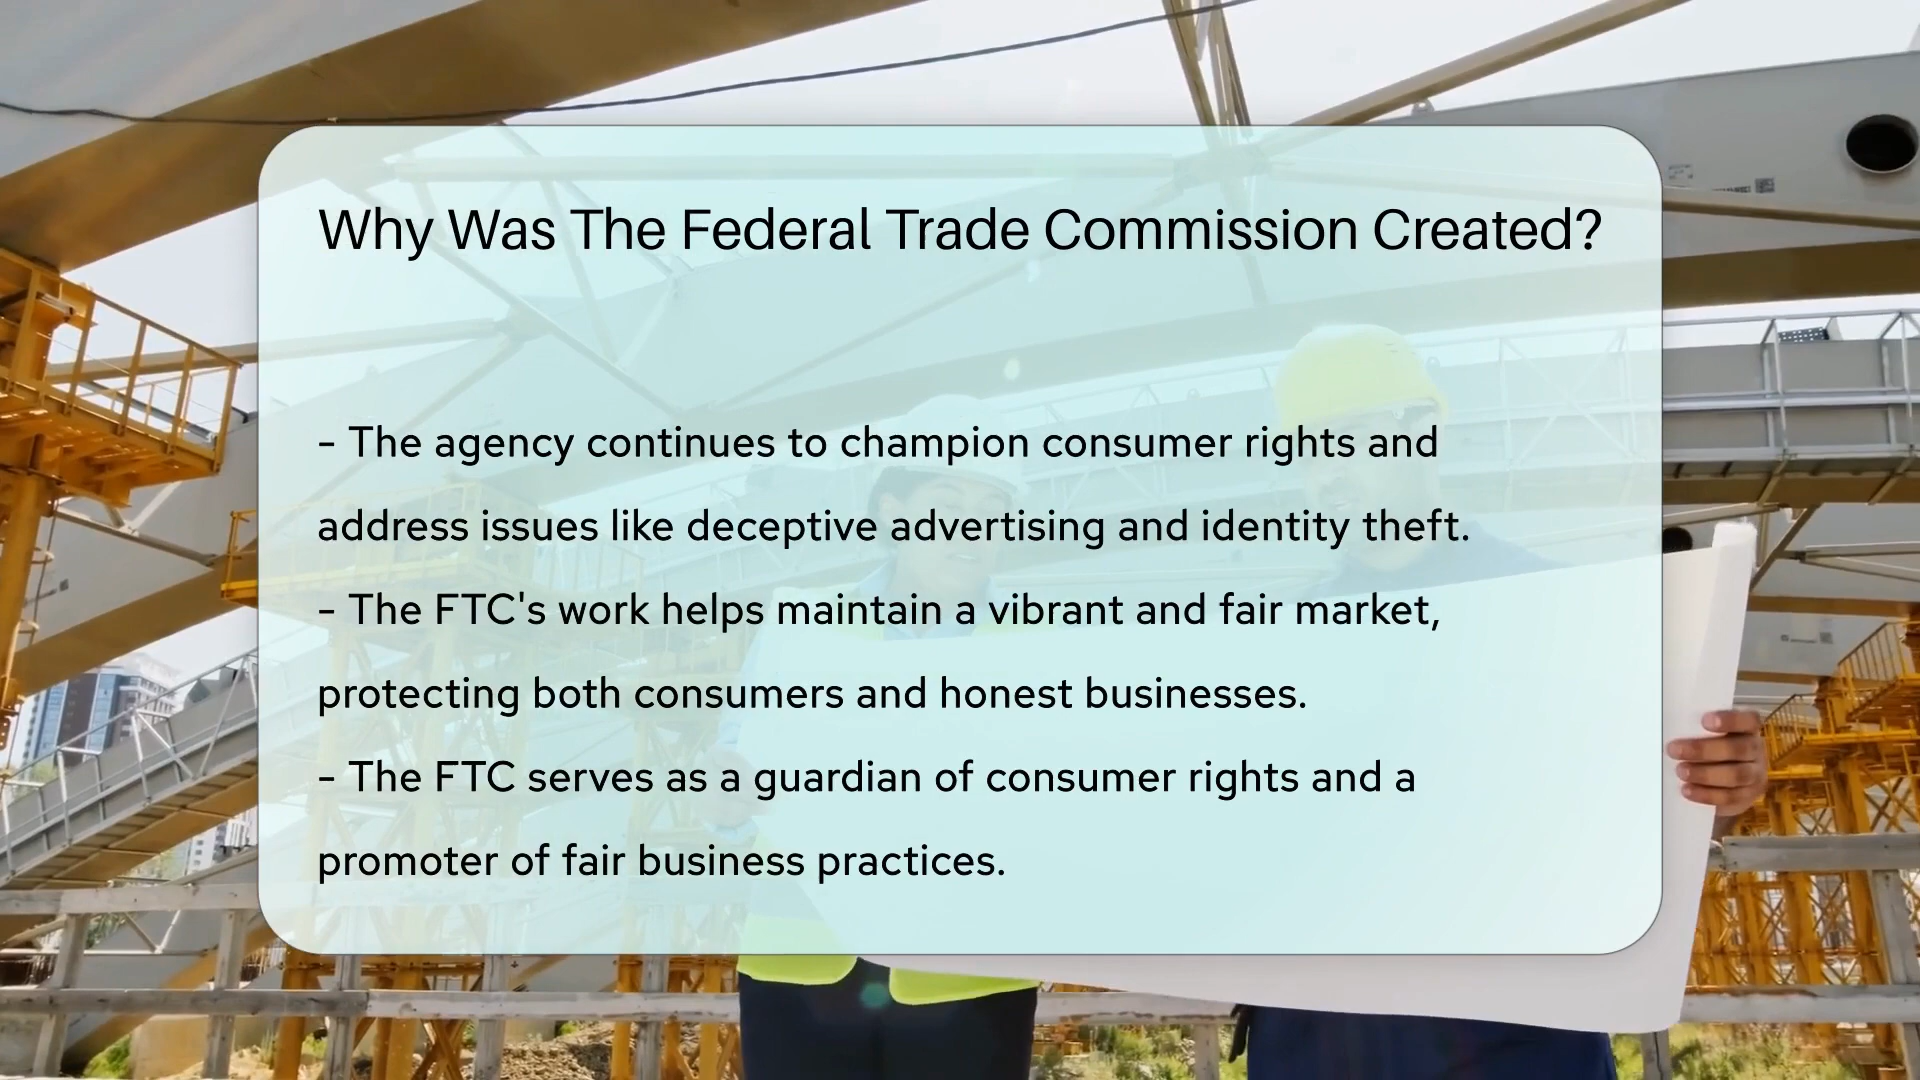 Why Was The Federal Trade Commission Created?
- The agency continues to champion consumer rights and
address issues like deceptive advertising and identity theft.
- The FTC's work helps maintain a vibrant and fair market,
protecting both consumers and honest businesses.
- The FTC serves as a guardian of consumer rights and a
promoter of fair business practices.